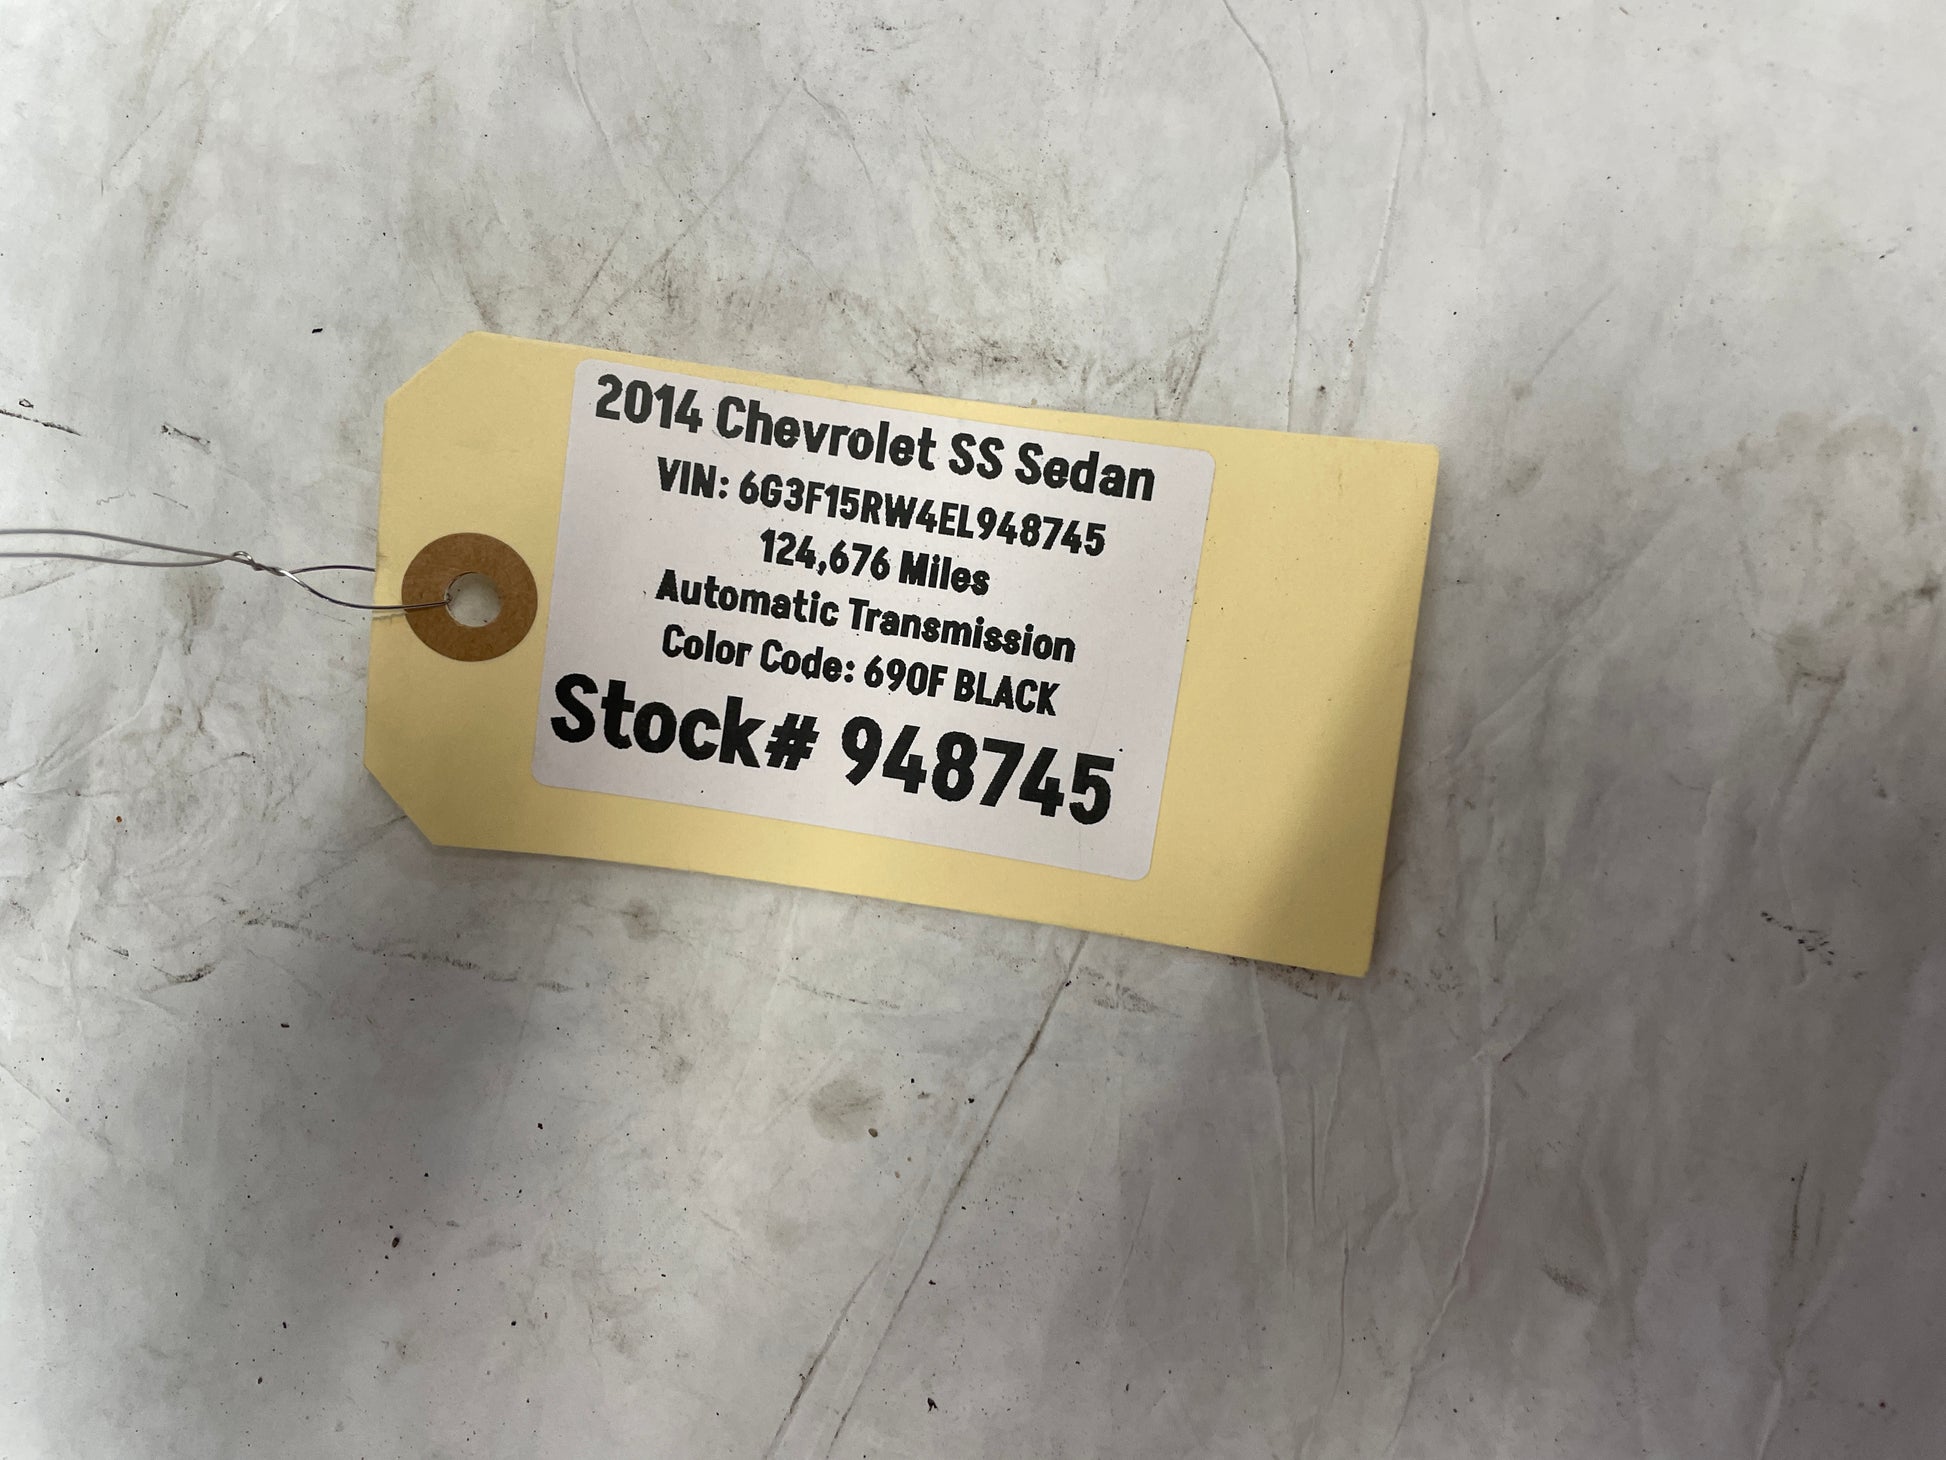 2014 Chevrolet SS Sedan
VIN: 6G3F15RW4EL948745
124,676 Miles
Automatic Transmission
Color Code: 690F BLACK
Stock# 948745